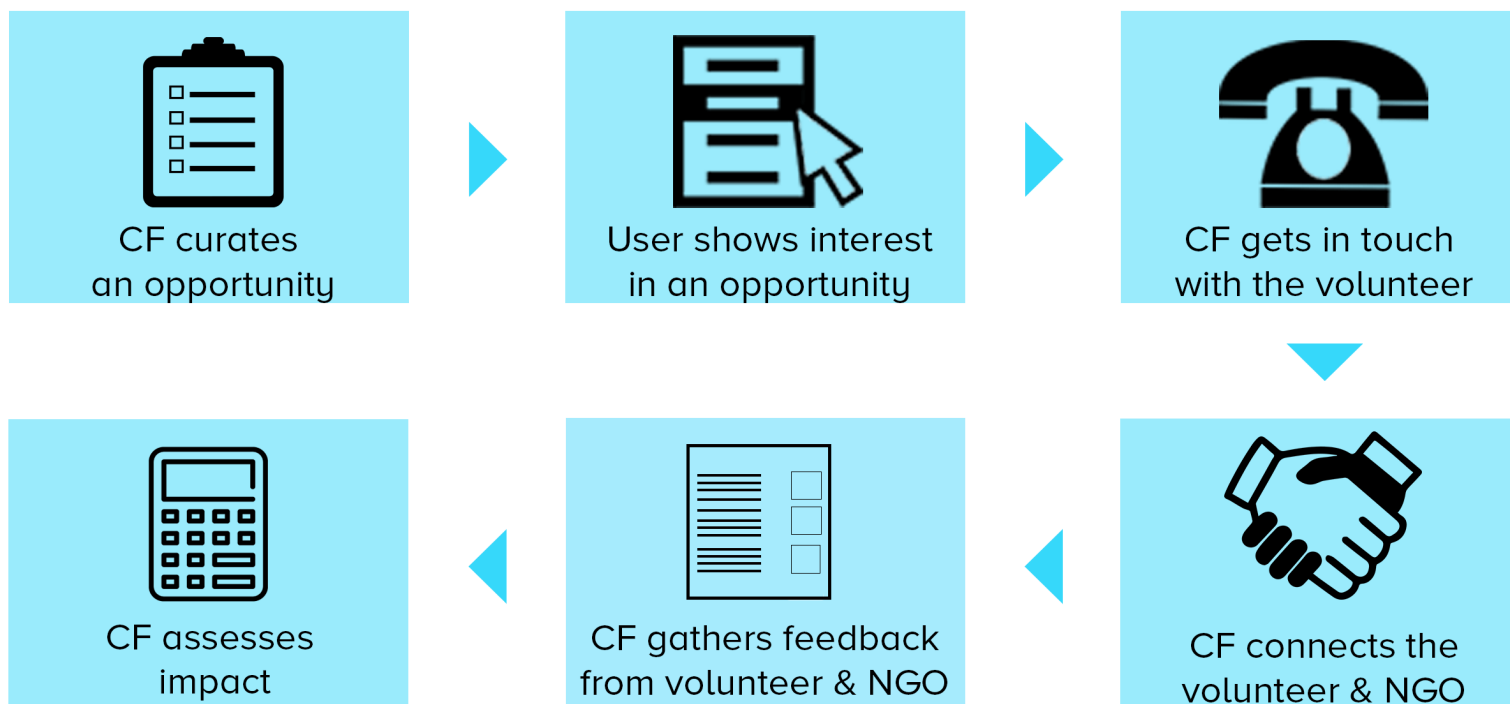 CF curates
an opportunity
User shows interest
in an opportunity
CF gets in touch
with the volunteer
CF connects the
volunteer & NGO
CF gathers feedback
from volunteer & NGO
CF assesses
impact